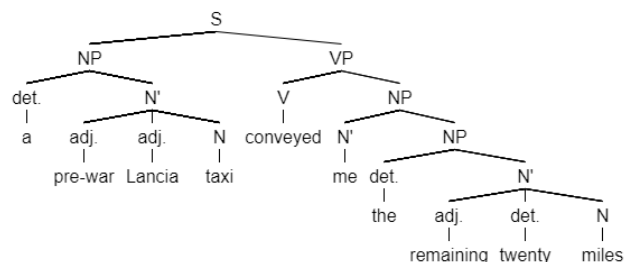 S
NP VP
det. N' V NP
a adj. adj. N conveyed N' NP
pre-war Lancia taxi me det. N'
the adj. det. N
remaining twenty miles